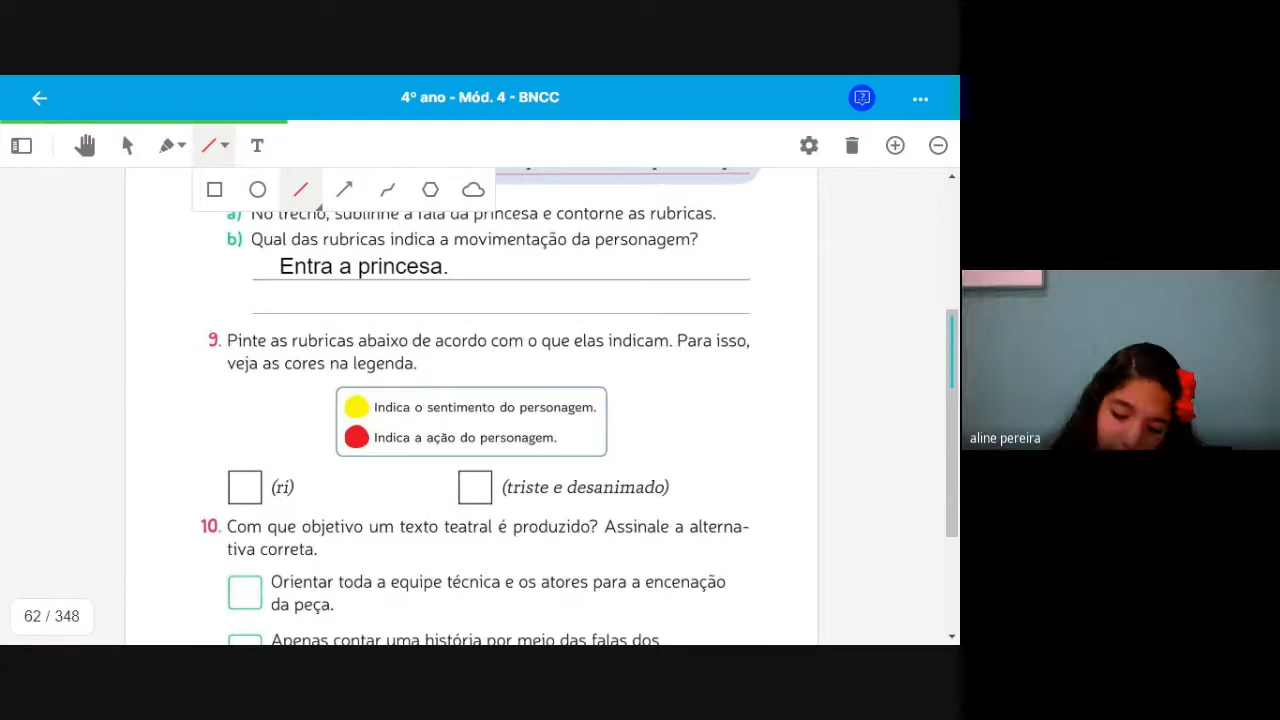 4º ano - Mód. 4 - BNCC
T
a) No trecho, sublinhe a fala da princesa e contorne as rubricas.
b) Qual das rubricas indica a movimentação da personagem?
Entra a princesa.
9. Pinte as rubricas abaixo de acordo com o que elas indicam. Para isso,
veja as cores na legenda.
Indica o sentimento do personagem.
Indica a ação do personagem.
(ri)
(triste e desanimado)
10. Com que objetivo um texto teatral é produzido? Assinale a alterna-
tiva correta.
Orientar toda a equipe técnica e os atores para a encenação
da peça.
Apenas contar uma história por meio das falas dos
62 / 348
aline pereira